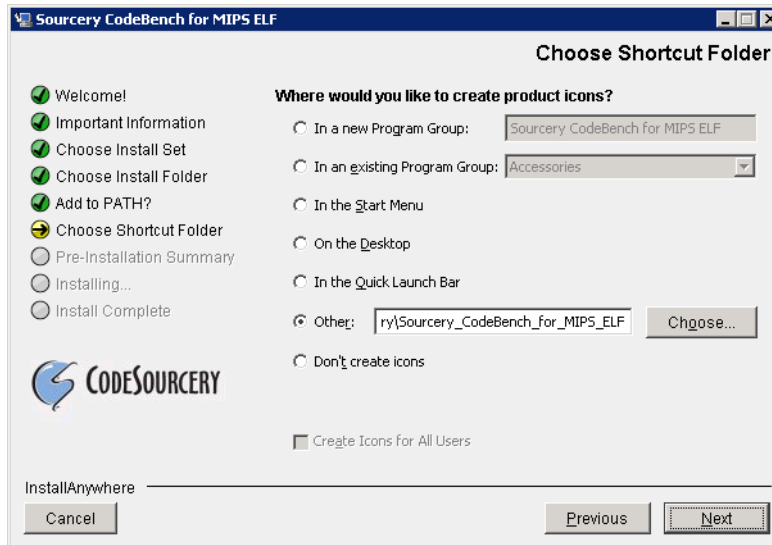 Sourcery CodeBench for MIPS ELF
Choose Shortcut Folder
Welcome!
Important Information
Choose Install Set
Choose Install Folder
Add to PATH?
Choose Shortcut Folder
Pre-Installation Summary
Installing...
Install Complete
CODESOURCERY
Where would you like to create product icons?
In a new Program Group: Sourcery CodeBench for MIPS ELF
In an existing Program Group: Accessories
In the Start Menu
On the Desktop
In the Quick Launch Bar
Other: ry\Sourcery_CodeBench_for_MIPS_ELF Choose...
Don't create icons
Create Icons for All Users
InstallAnywhere
Cancel Previous Next